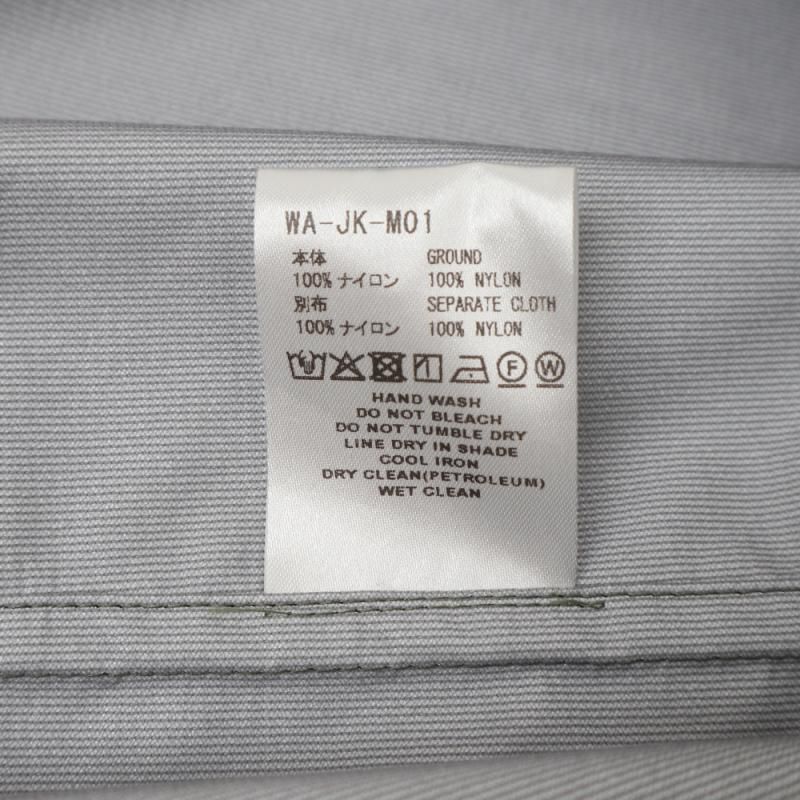 WA-JK-M01
本体 GROUND
100% ナイロン 100% NYLON
別布 SEPARATE CLOTH
100% ナイロン 100% NYLON
F W
HAND WASH
DO NOT BLEACH
DO NOT TUMBLE DRY
LINE DRY IN SHADE
COOL IRON
DRY CLEAN(PETROLEUM)
WET CLEAN